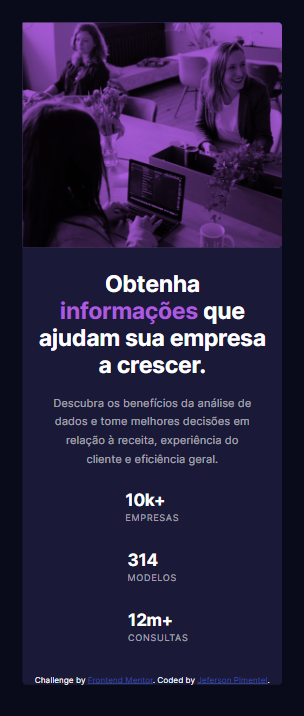 Obtenha
informações que
ajudam sua empresa
a crescer.
Descubra os benefícios da análise de
dados e tome melhores decisões em
relação à receita, experiência do
cliente e eficiência geral.
10k+
EMPRESAS
314
MODELOS
12m+
CONSULTAS
Challenge by Frontend Mentor. Coded by Jeferson Pimentel.